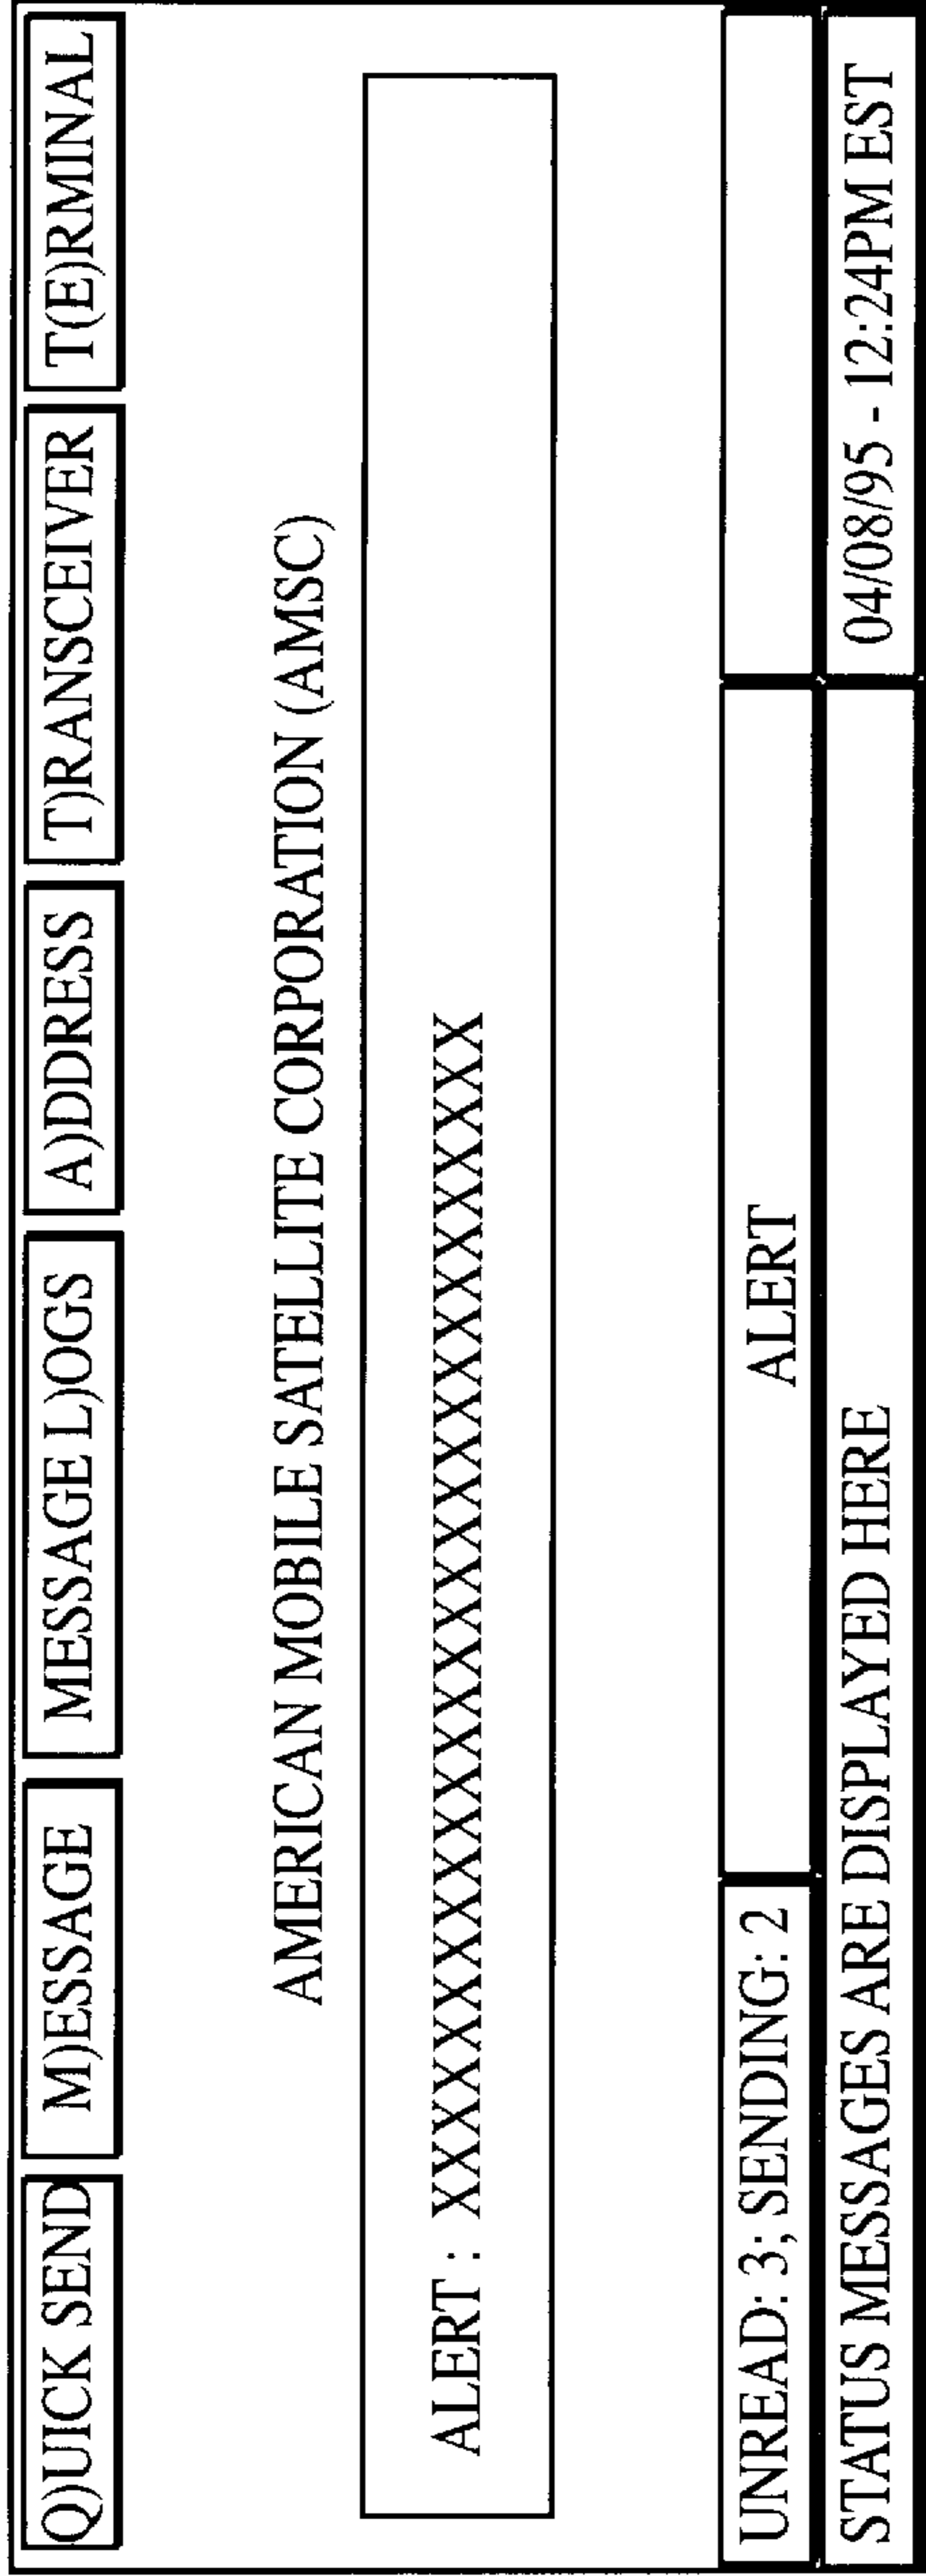 Q)UICK SEND M)ESSAGE MESSAGE L)OGS A)DDRESS T)RANSCEIVER T(E)RMINAL
AMERICAN MOBILE SATELLITE CORPORATION (AMSC)
ALERT : XXXXXXXXXXXXXXXXXXXXXXXXXXXXXXXX
UNREAD: 3; SENDING: 2 ALERT
STATUS MESSAGES ARE DISPLAYED HERE 04/08/95 - 12:24PM EST